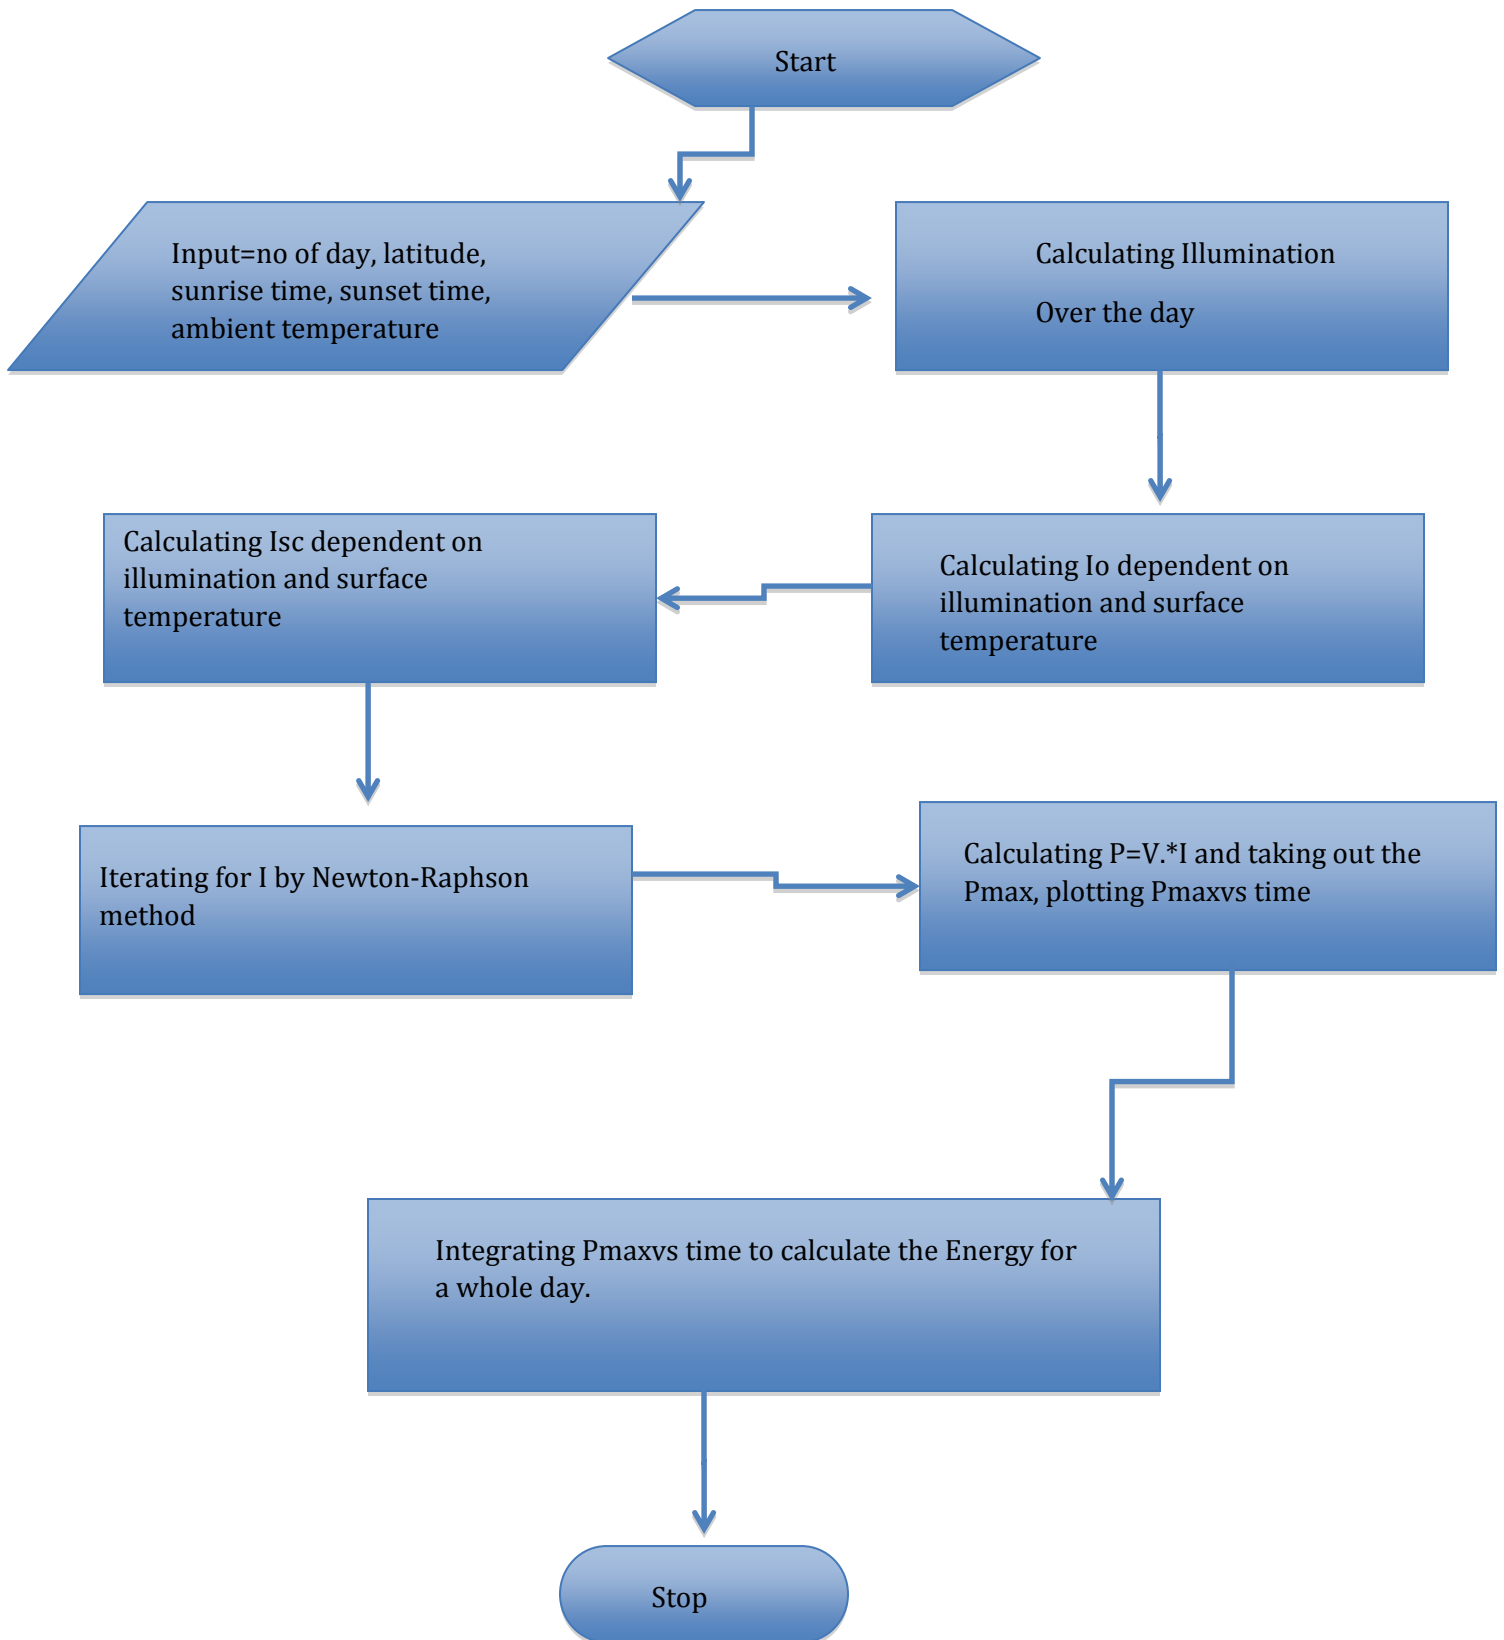 Start
Input=no of day, latitude,
sunrise time, sunset time,
ambient temperature
Calculating Illumination
Over the day
Calculating Io dependent on
illumination and surface
temperature
Calculating Isc dependent on
illumination and surface
temperature
Iterating for I by Newton-Raphson
method
Calculating P=V.*I and taking out the
Pmax, plotting Pmaxvs time
Integrating Pmaxvs time to calculate the Energy for
a whole day.
Stop